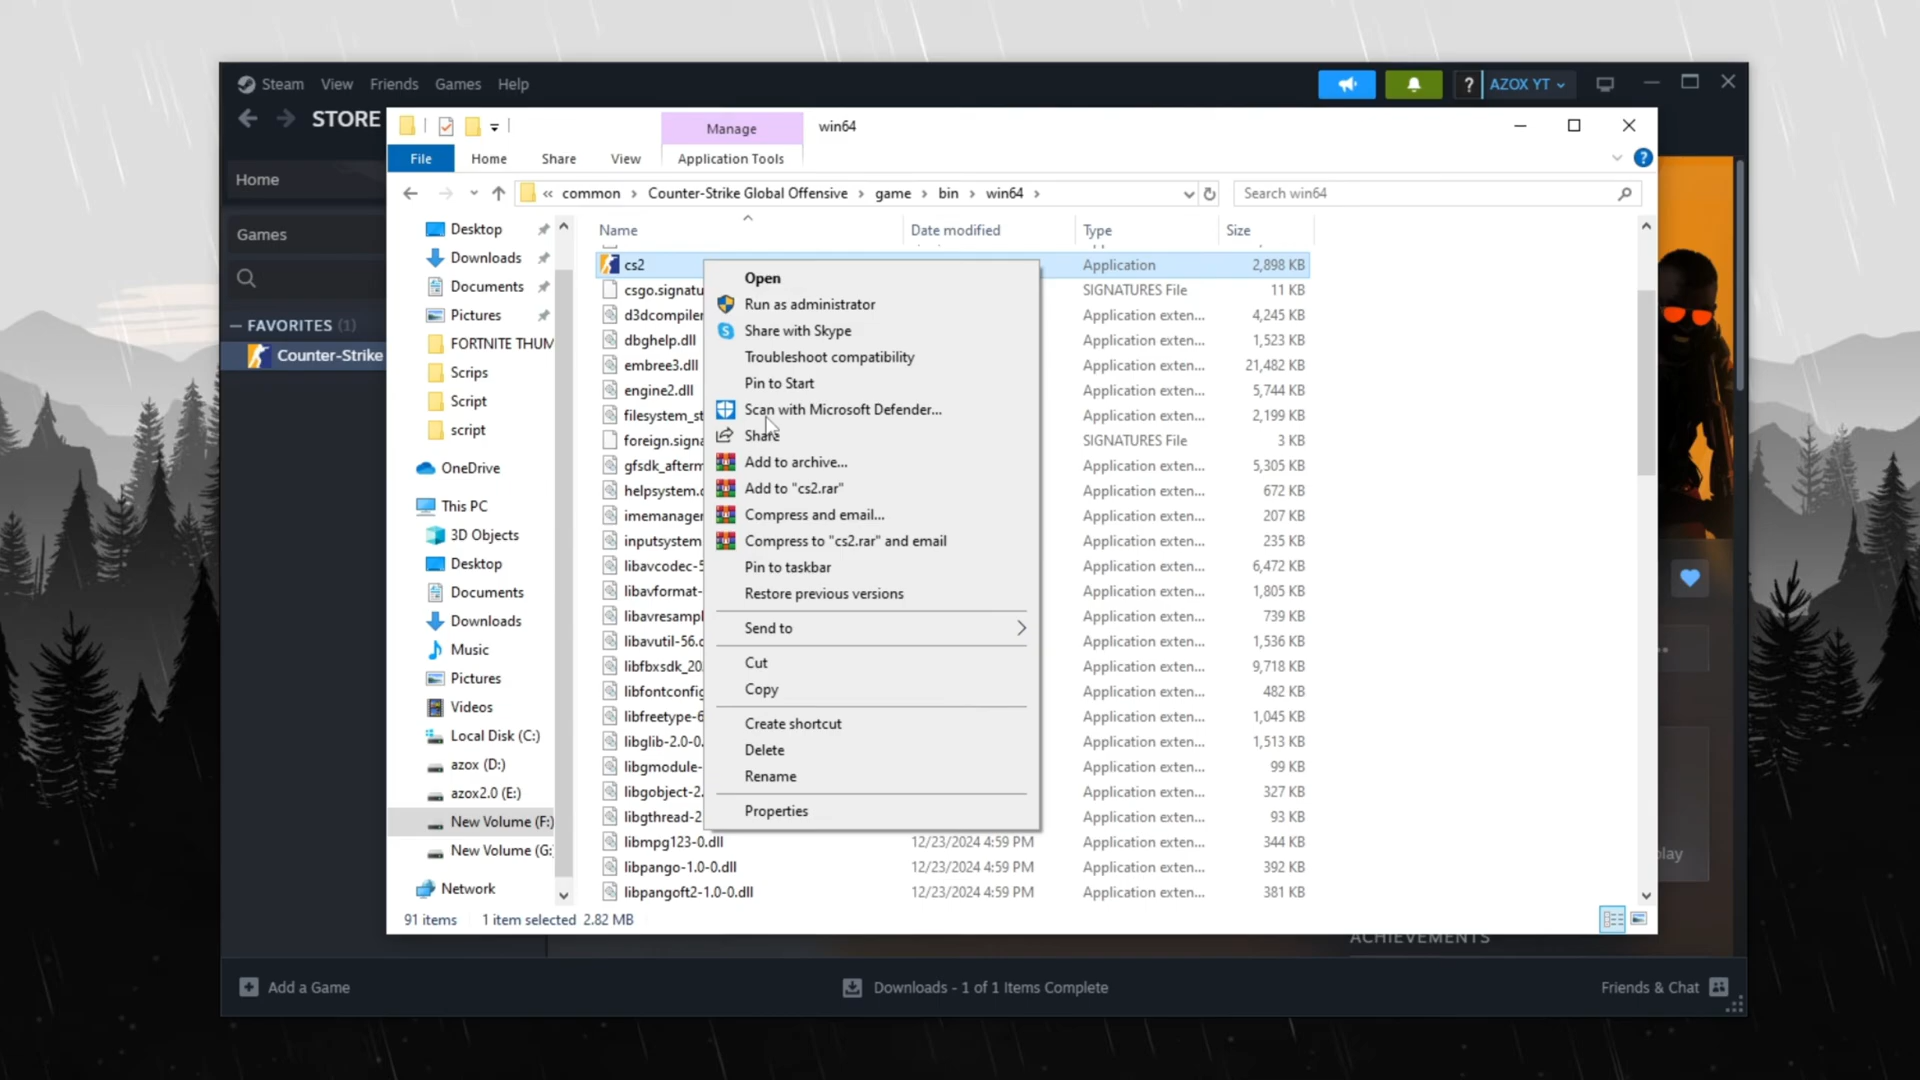 Steam View Friends Games Help
? AZOX YT
STORE
Manage
win64
File Home Share View Application Tools
« common › Counter-Strike Global Offensive › game › bin › win64 ›
Search win64
Home
Games
FAVORITES (1)
Counter-Strike
Desktop
Downloads
Documents
Pictures
FORTNITE THUM
Scrips
Script
script
OneDrive
This PC
3D Objects
Desktop
Documents
Downloads
Music
Pictures
Videos
Local Disk (C:)
azox (D:)
azox2.0 (E:)
New Volume (F:)
New Volume (G:
Network
Name Date modified Type Size
cs2 Application 2,898 KB
csgo.signatu SIGNATURES File 11 KB
d3dcompiler Application exten... 4,245 KB
dbghelp.dll Application exten... 1,523 KB
embree3.dll Application exten... 21,482 KB
engine2.dll Application exten... 5,744 KB
filesystem_st Application exten... 2,199 KB
foreign.signa SIGNATURES File 3 KB
gfsdk_afterm Application exten... 5,305 KB
helpsystem.d Application exten... 672 KB
imemanager Application exten... 207 KB
inputsystem Application exten... 235 KB
libavcodec-5 Application exten... 6,472 KB
libavformat- Application exten... 1,805 KB
libavresampl Application exten... 739 KB
libavutil-56.d Application exten... 1,536 KB
libfbxsdk_20 Application exten... 9,718 KB
libfontconfig Application exten... 482 KB
libfreetype-6 Application exten... 1,045 KB
libglib-2.0-0. Application exten... 1,513 KB
libgmodule- Application exten... 99 KB
libgobject-2. Application exten... 327 KB
libgthread-2 Application exten... 93 KB
libmpg123-0.dll 12/23/2024 4:59 PM Application exten... 344 KB
libpango-1.0-0.dll 12/23/2024 4:59 PM Application exten... 392 KB
libpangoft2-1.0-0.dll 12/23/2024 4:59 PM Application exten... 381 KB
Open
Run as administrator
Share with Skype
Troubleshoot compatibility
Pin to Start
Scan with Microsoft Defender...
Share
Add to archive...
Add to "cs2.rar"
Compress and email...
Compress to "cs2.rar" and email
Pin to taskbar
Restore previous versions
Send to
Cut
Copy
Create shortcut
Delete
Rename
Properties
91 items 1 item selected 2.82 MB
play
ACHIEVEMENTS
Add a Game
Downloads - 1 of 1 Items Complete
Friends & Chat